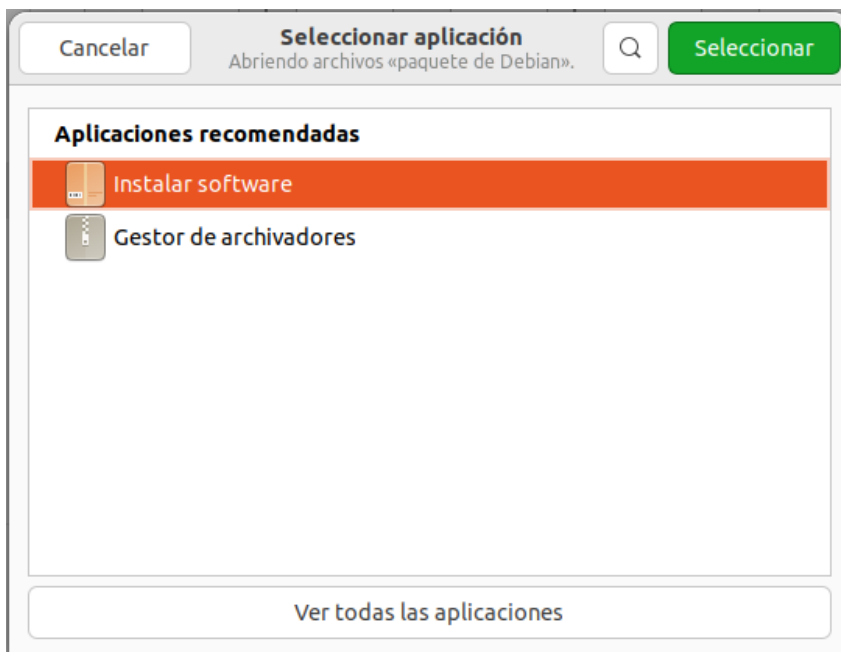 Cancelar
Seleccionar aplicación
Abriendo archivos «paquete de Debian».
Seleccionar
Aplicaciones recomendadas
Instalar software
Gestor de archivadores
Ver todas las aplicaciones